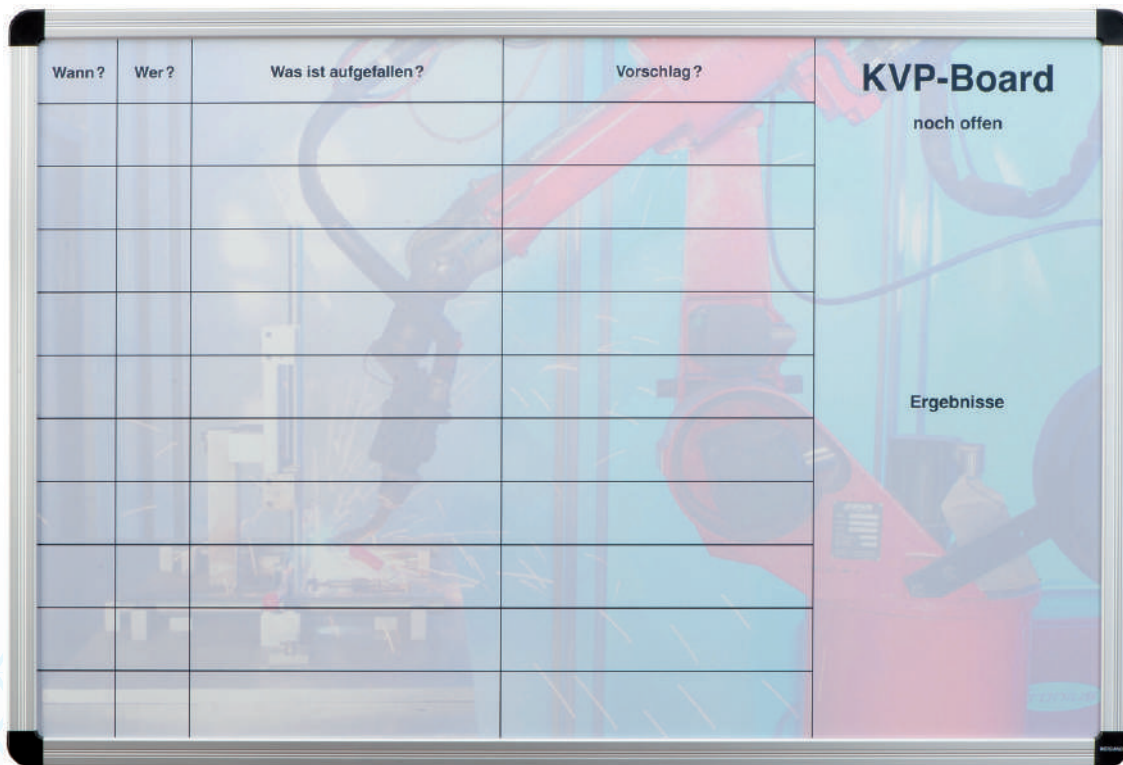 Wann?
Wer?
Was ist aufgefallen?
Vorschlag?
KVP-Board
noch offen
Ergebnisse